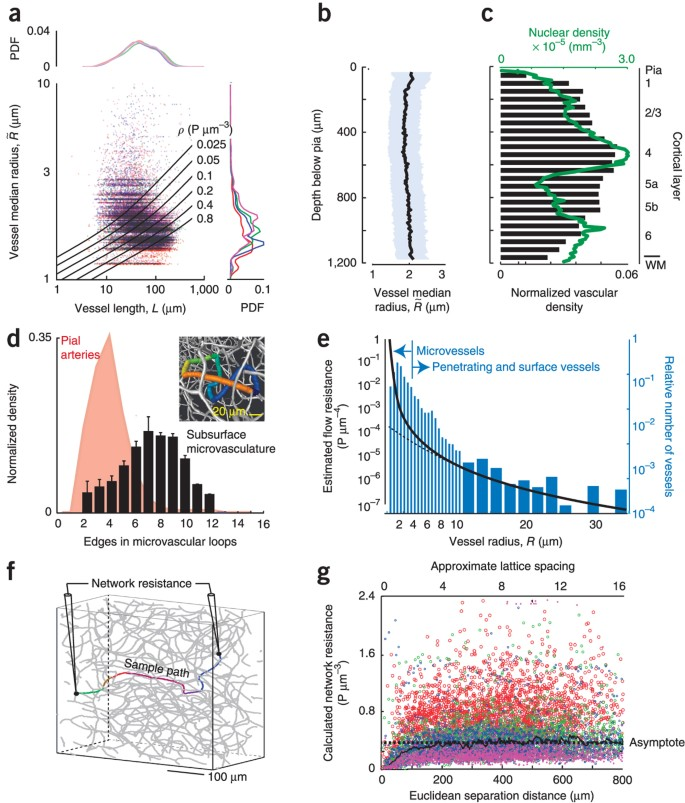 a
PDF
0.04
0
Vessel median radius, R̃ (µm)
10
3
1
ρ (P µm⁻³)
0.025
0.05
0.1
0.2
0.4
0.8
1
10
100
1,000
Vessel length, L (µm)
0
0.1
PDF
b
Depth below pia (µm)
0
400
800
1,200
1
2
3
Vessel median
radius, R̃ (µm)
c
Nuclear density
× 10⁻⁵ (mm⁻³)
0
3.0
Pia
1
2/3
4
5a
5b
6
WM
Cortical layer
0
0.06
Normalized vascular
density
d
Normalized density
0.35
0
Pial
arteries
20 µm
Subsurface
microvasculature
0
2
4
6
8
10
12
14
16
Edges in microvascular loops
e
Estimated flow resistance
(P µm⁻⁴)
1
10⁻¹
10⁻²
10⁻³
10⁻⁴
10⁻⁵
10⁻⁶
10⁻⁷
Microvessels
Penetrating and surface vessels
1
10⁻¹
10⁻²
10⁻³
10⁻⁴
Relative number of vessels
2
4
6
8
10
20
30
Vessel radius, R (µm)
f
Network resistance
Sample path
100 µm
g
Approximate lattice spacing
0
4
8
12
16
Calculated network resistance
(P µm⁻³)
2.4
1.6
0.8
0
Asymptote
0
200
400
600
800
Euclidean separation distance (µm)